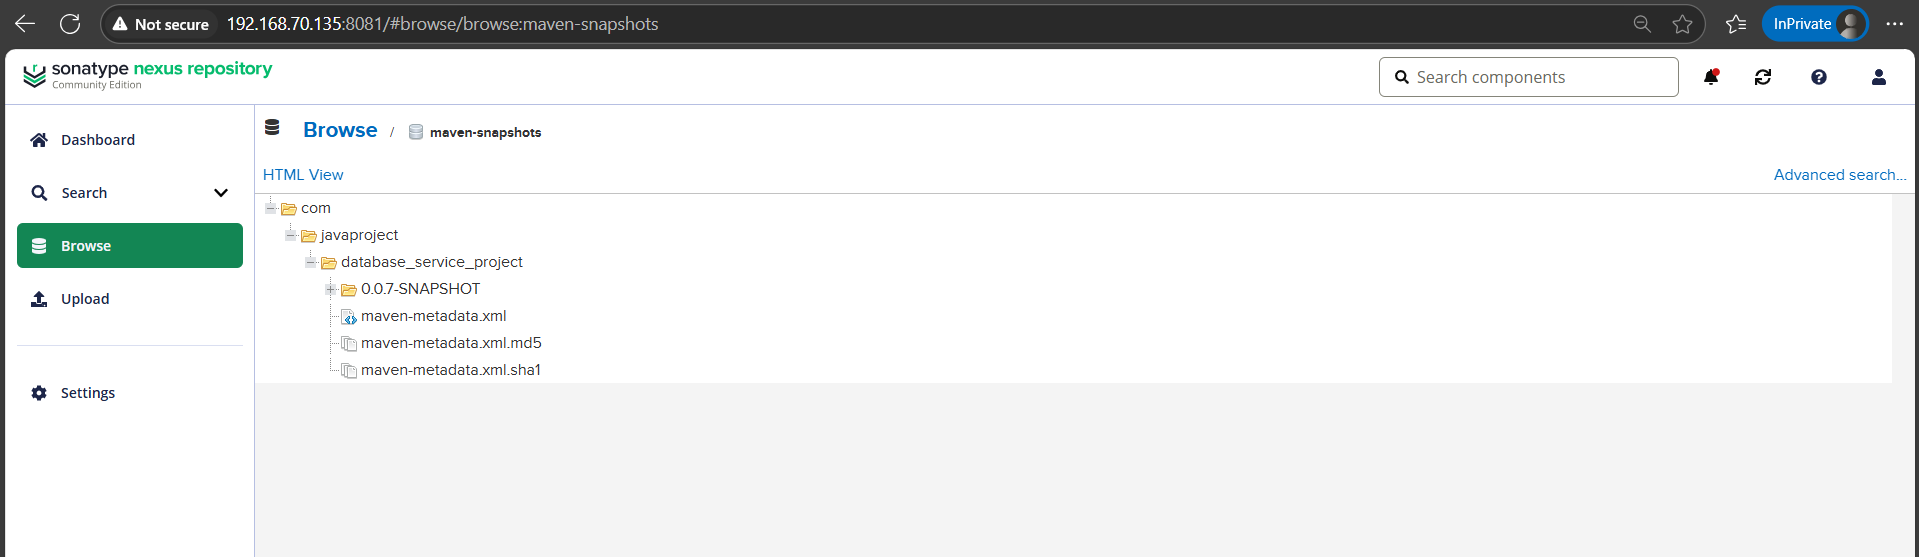 Not secure 192.168.70.135:8081/#browse/browse:maven-snapshots InPrivate
sonatype nexus repository
Community Edition
Search components
Dashboard
Search
Browse
Upload
Settings
Browse / maven-snapshots
HTML View Advanced search...
com
javaproject
database_service_project
0.0.7-SNAPSHOT
maven-metadata.xml
maven-metadata.xml.md5
maven-metadata.xml.sha1